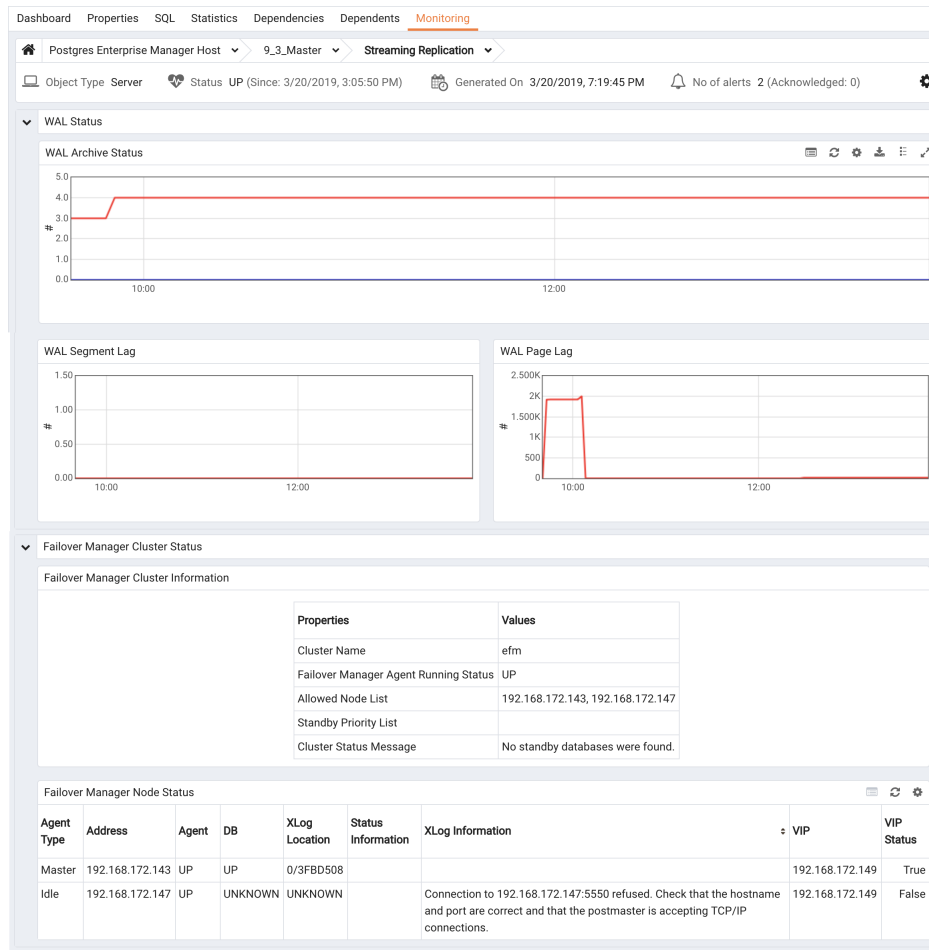 Dashboard Properties SQL Statistics Dependencies Dependents Monitoring
Postgres Enterprise Manager Host 9_3_Master Streaming Replication
Object Type Server Status UP (Since: 3/20/2019, 3:05:50 PM) Generated On 3/20/2019, 7:19:45 PM No of alerts 2 (Acknowledged: 0)
WAL Status
WAL Archive Status
5.0
4.0
3.0
2.0
1.0
0.0
#
10:00 12:00
WAL Segment Lag
1.50
1.00
0.50
0.00
#
10:00 12:00
WAL Page Lag
2.500K
2K
1.500K
1K
500
0
#
10:00 12:00
Failover Manager Cluster Status
Failover Manager Cluster Information
Properties Values
Cluster Name efm
Failover Manager Agent Running Status UP
Allowed Node List 192.168.172.143, 192.168.172.147
Standby Priority List
Cluster Status Message No standby databases were found.
Failover Manager Node Status
Agent Type Address Agent DB XLog Location Status Information XLog Information VIP VIP Status
Master 192.168.172.143 UP UP 0/3FBD508 192.168.172.149 True
Idle 192.168.172.147 UP UNKNOWN UNKNOWN Connection to 192.168.172.147:5550 refused. Check that the hostname 192.168.172.149 False
and port are correct and that the postmaster is accepting TCP/IP
connections.